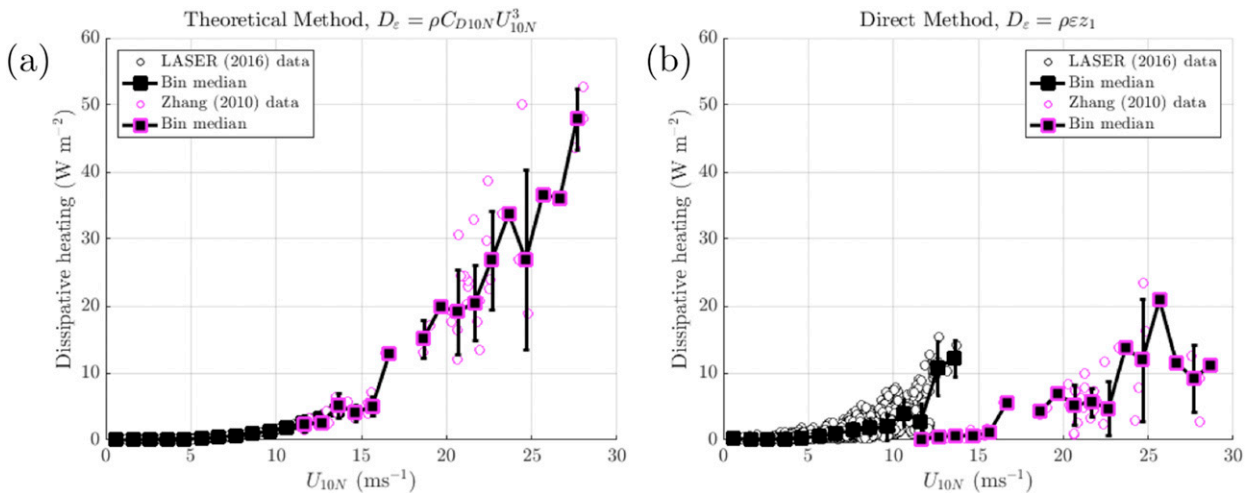 Theoretical Method, $D_\varepsilon = \rho C_{D10N} U_{10N}^3$
(a)
LASER (2016) data
Bin median
Zhang (2010) data
Bin median
Dissipative heating (W m⁻²)
60
50
40
30
20
10
0
0 5 10 15 20 25 30
$U_{10N}$ (ms⁻¹)
Direct Method, $D_\varepsilon = \rho \varepsilon z_1$
(b)
LASER (2016) data
Bin median
Zhang (2010) data
Bin median
Dissipative heating (W m⁻²)
60
50
40
30
20
10
0
0 5 10 15 20 25 30
$U_{10N}$ (ms⁻¹)